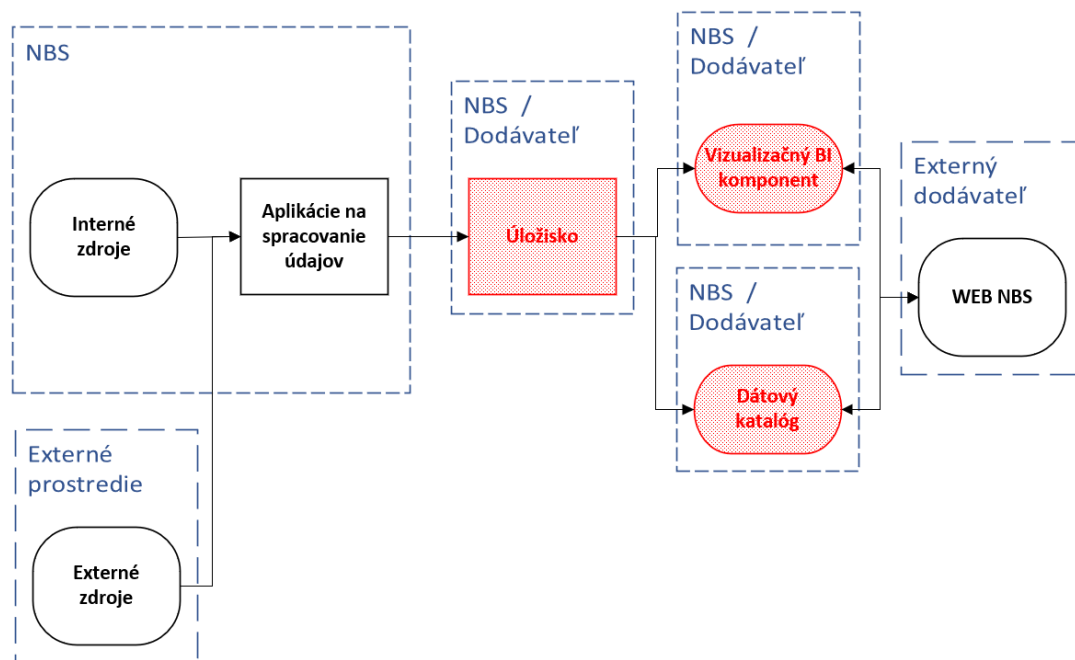 NBS
Interné
zdroje
Aplikácie na
spracovanie
údajov
NBS /
Dodávateľ
Úložisko
NBS /
Dodávateľ
Vizualizačný BI
komponent
NBS /
Dodávateľ
Dátový
katalóg
Externý
dodávateľ
WEB NBS
Externé
prostredie
Externé
zdroje